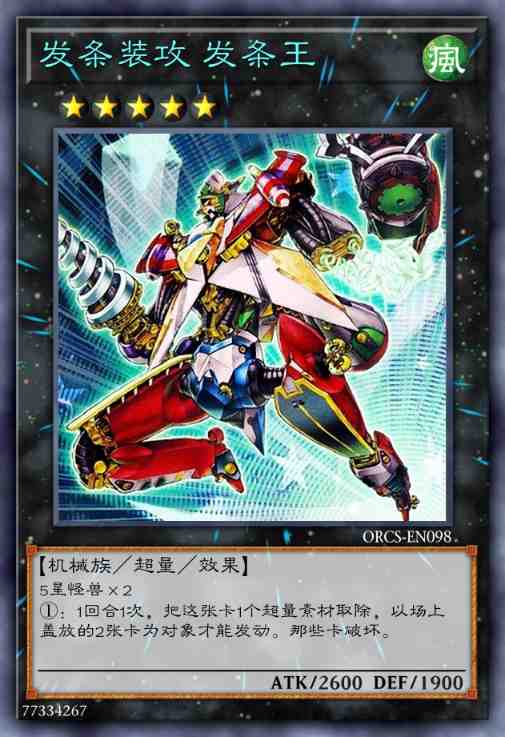 发条装攻 发条王
風
ORCS-EN098
【机械族／超量／效果】
5星怪兽×2
①：1回合1次，把这张卡1个超量素材取除，以场上
盖放的2张卡为对象才能发动。那些卡破坏。
ATK/2600 DEF/1900
77334267